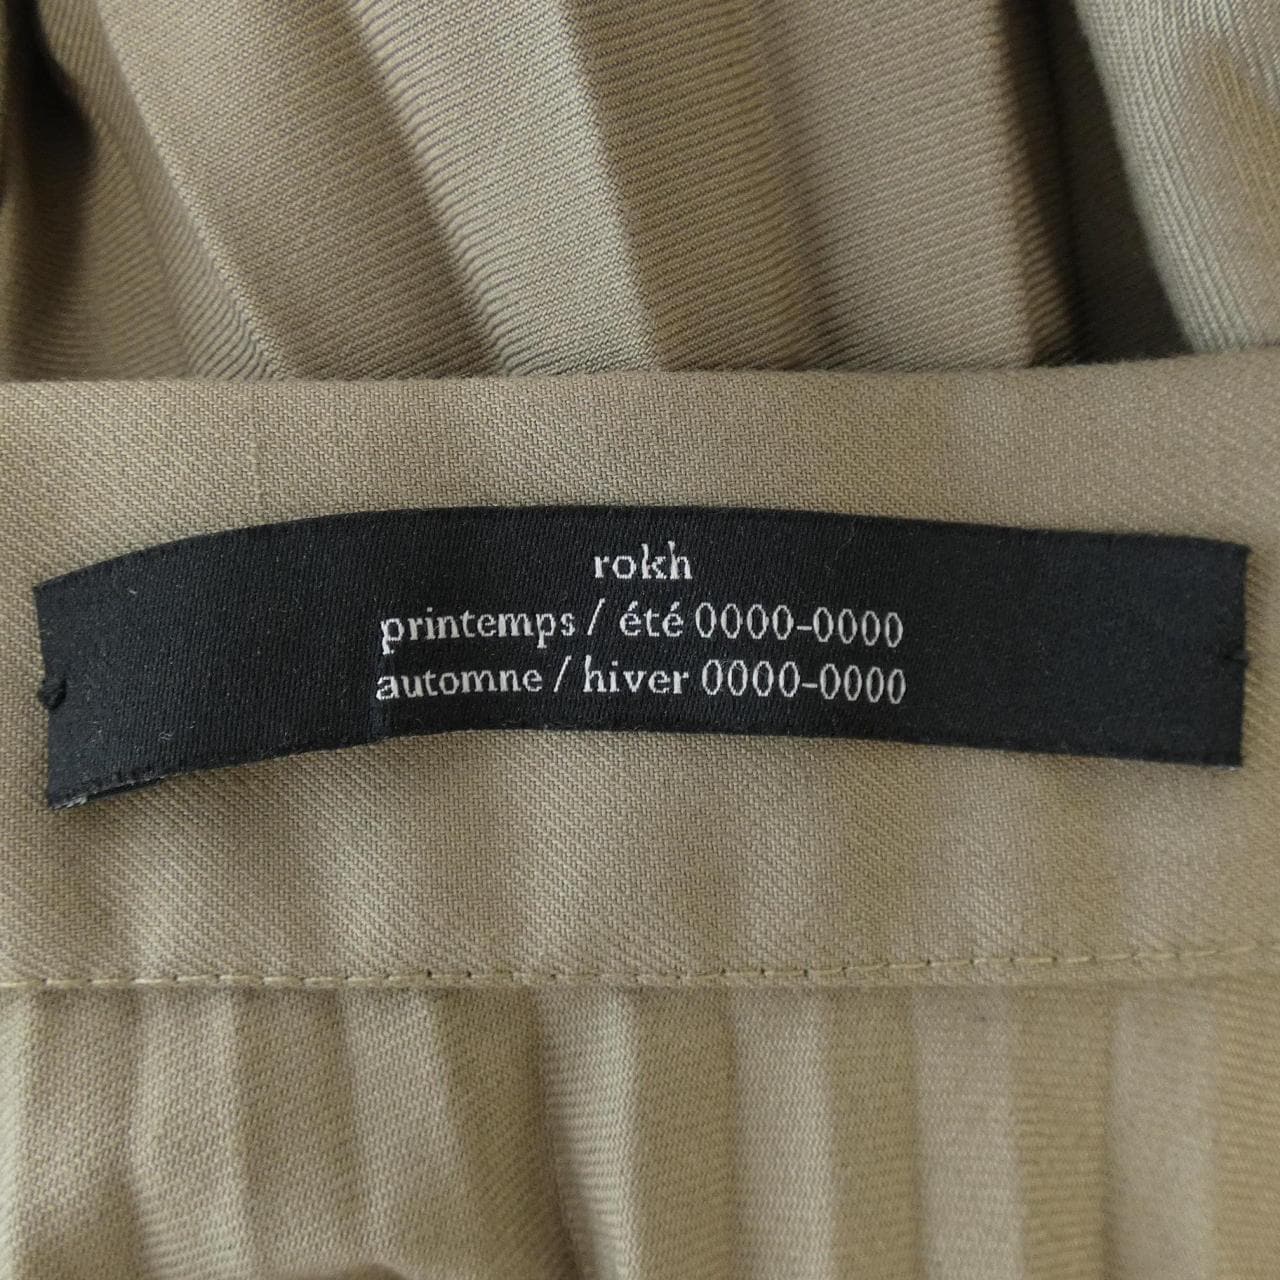 rokh
printemps / été 0000-0000
automne / hiver 0000-0000